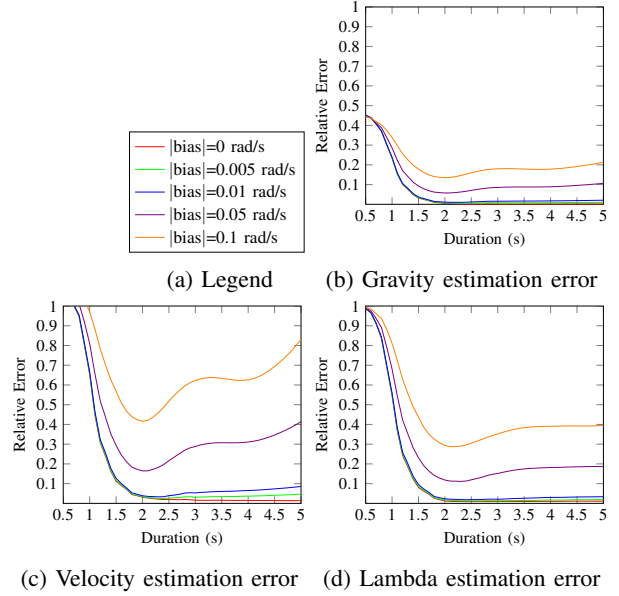 |bias|=0 rad/s
|bias|=0.005 rad/s
|bias|=0.01 rad/s
|bias|=0.05 rad/s
|bias|=0.1 rad/s
(a) Legend
1
0.9
0.8
0.7
0.6
0.5
0.4
0.3
0.2
0.1
Relative Error
0.5 1 1.5 2 2.5 3 3.5 4 4.5 5
Duration (s)
(b) Gravity estimation error
1
0.9
0.8
0.7
0.6
0.5
0.4
0.3
0.2
0.1
Relative Error
0.5 1 1.5 2 2.5 3 3.5 4 4.5 5
Duration (s)
(c) Velocity estimation error
1
0.9
0.8
0.7
0.6
0.5
0.4
0.3
0.2
0.1
Relative Error
0.5 1 1.5 2 2.5 3 3.5 4 4.5 5
Duration (s)
(d) Lambda estimation error